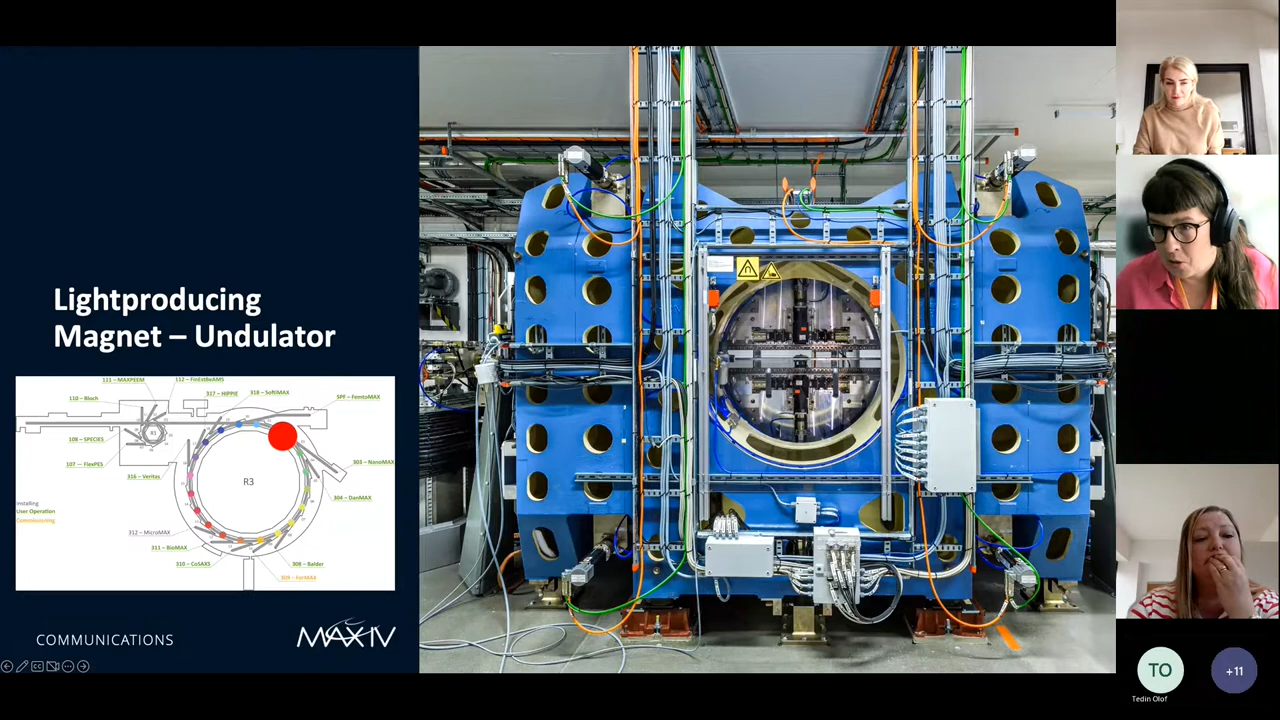 Lightproducing
Magnet – Undulator
111 – MAXPEEM
112 – FinEstBeAMS
317 – HIPPIE
318 – SoftiMAX
110 – Bloch
SPF – FemtoMAX
108 – SPECIES
303 – NanoMAX
107 – FlexPES
316 – Veritas
R3
304 – DanMAX
Installing
User Operation
Commissioning
312 – MicroMAX
311 – BioMAX
310 – CoSAXS
308 – Balder
309 – ForMAX
COMMUNICATIONS
MAX IV
TO
+11
Tedin Olof